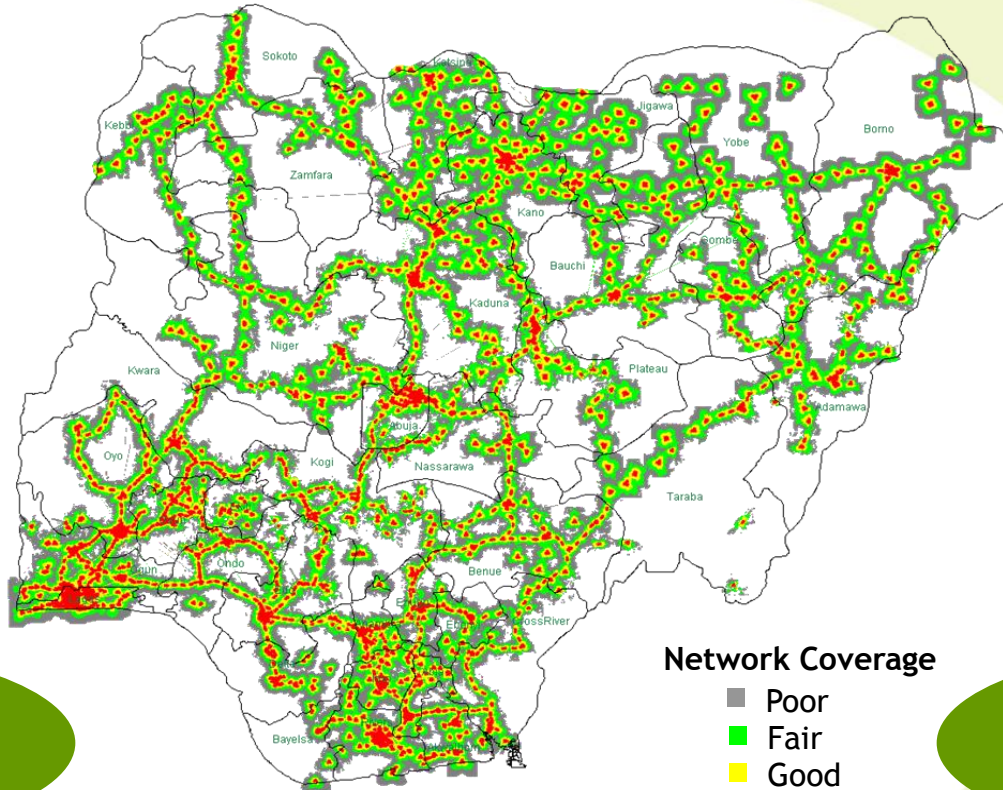 Sokoto
Katsina
Jigawa
Kebbi
Yobe
Borno
Zamfara
Kano
Gombe
Bauchi
Kaduna
Niger
Plateau
Kwara
Adamawa
Abuja
Oyo
Kogi
Nassarawa
Taraba
Ondo
Benue
CrossRiver
Bayelsa
Network Coverage
Poor
Fair
Good